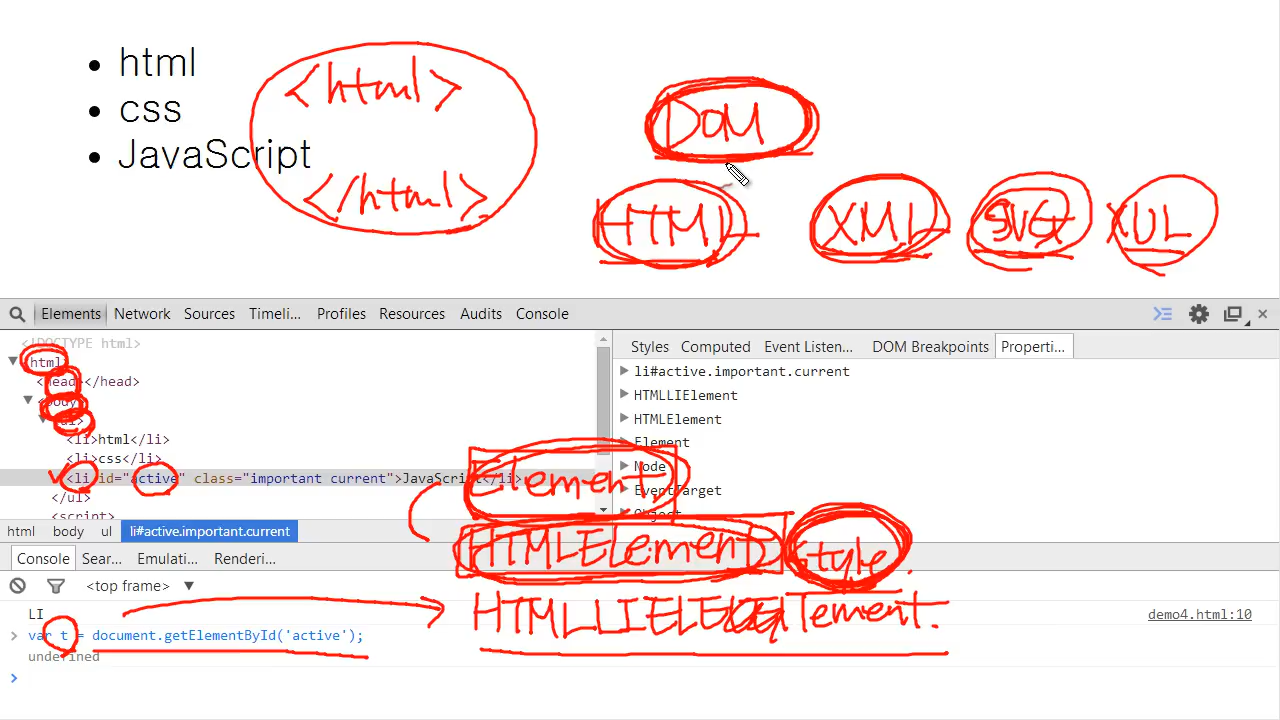 html
css
JavaScript
<html>
</html>
DOM
HTML XML SVG XUL
Elements Network Sources Timeli… Profiles Resources Audits Console
<!DOCTYPE html>
<html>
<head></head>
<body>
<ul>
<li>html</li>
<li>css</li>
<li id="active" class="important current">JavaScript</li>
</ul>
<script>
html body ul li#active.important.current
Styles Computed Event Listen… DOM Breakpoints Properti…
li#active.important.current
HTMLLIElement
HTMLElement
Element
Node
EventTarget
Object
Element
HTMLElement style.
Console Sear… Emulati… Renderi…
<top frame>
LI demo4.html:10
var t = document.getElementById('active');
undefined